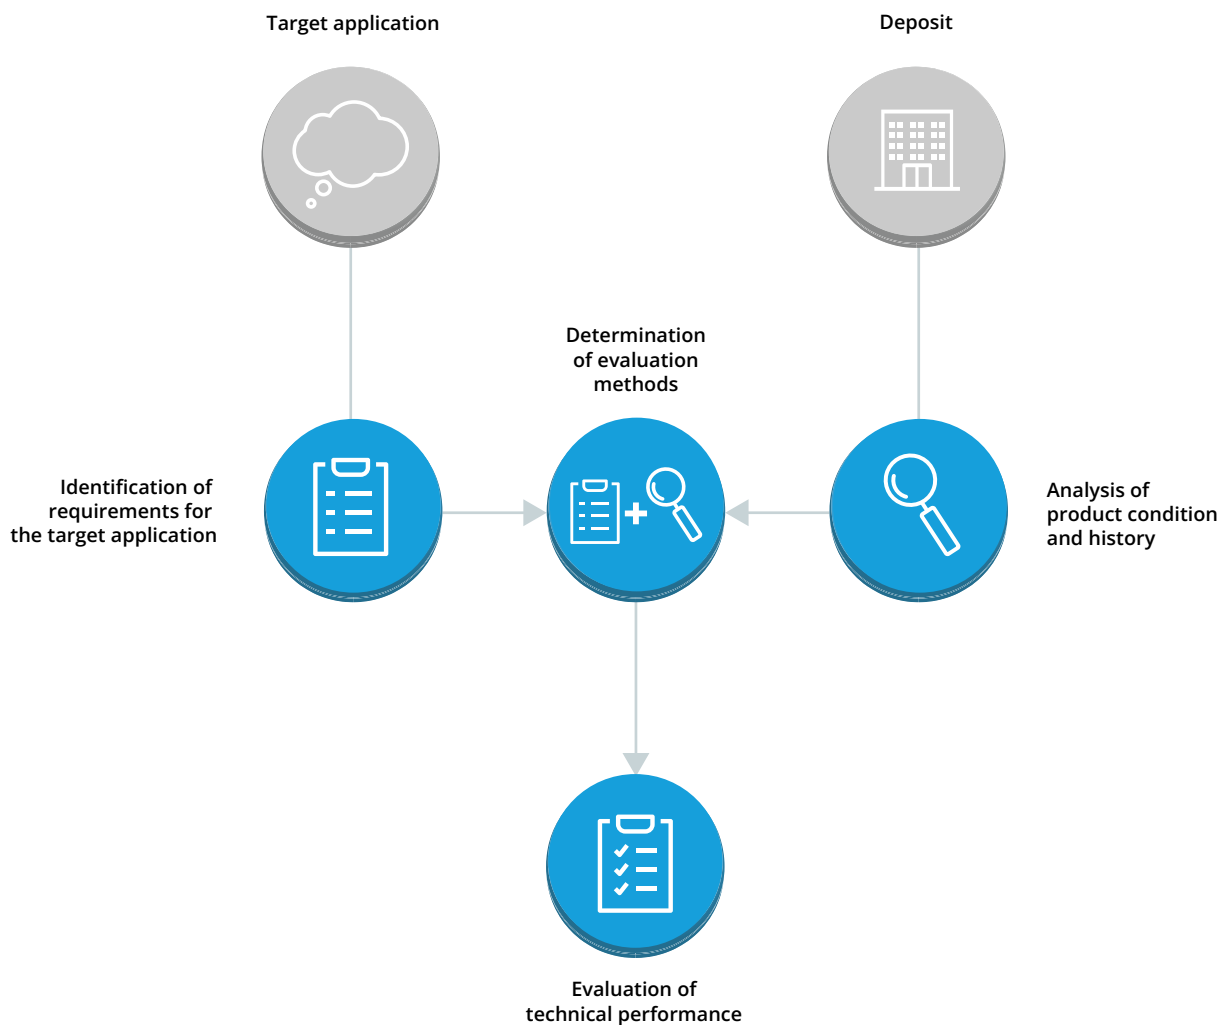 Target application
Deposit
Determination
of evaluation
methods
Identification of
requirements for
the target application
Analysis of
product condition
and history
Evaluation of
technical performance